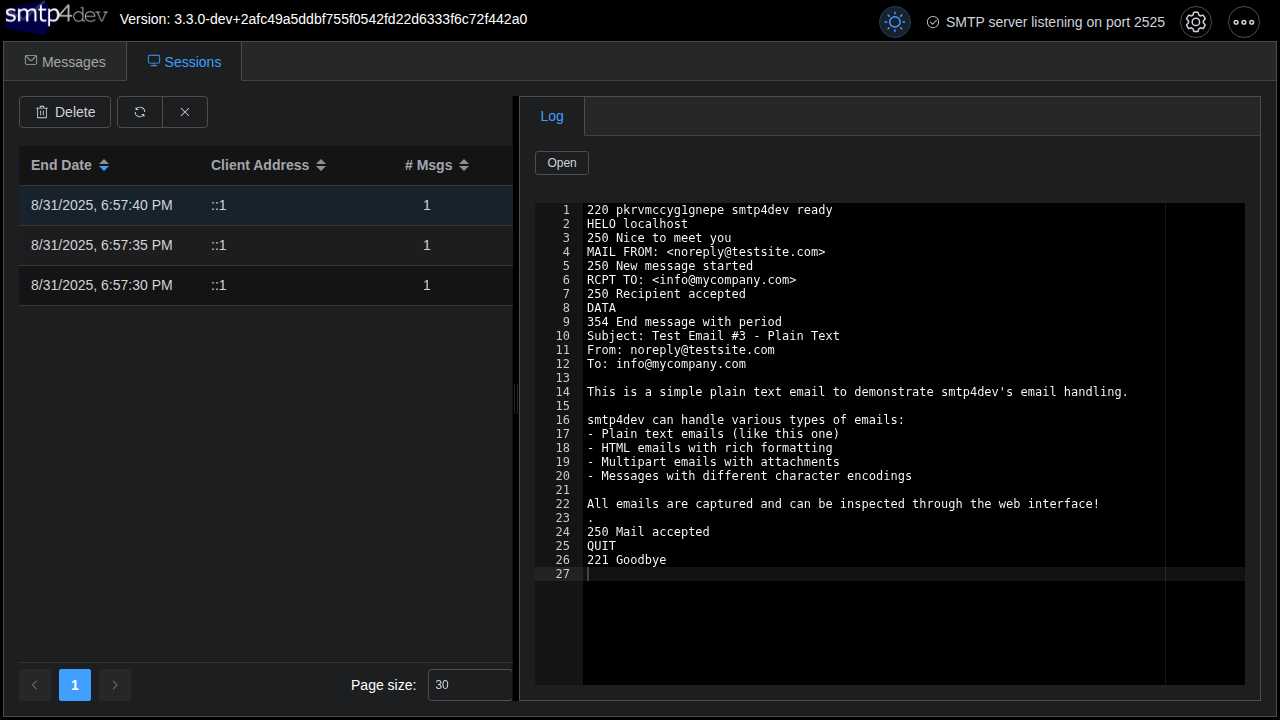 smtp4dev Version: 3.3.0-dev+2afc49a5ddbf755f0542fd22d6333f6c72f442a0 SMTP server listening on port 2525
Messages Sessions
Delete
End Date Client Address # Msgs
8/31/2025, 6:57:40 PM ::1 1
8/31/2025, 6:57:35 PM ::1 1
8/31/2025, 6:57:30 PM ::1 1
1 Page size: 30
Log
Open
1 220 pkrvmccyg1gnepe smtp4dev ready
2 HELO localhost
3 250 Nice to meet you
4 MAIL FROM: <noreply@testsite.com>
5 250 New message started
6 RCPT TO: <info@mycompany.com>
7 250 Recipient accepted
8 DATA
9 354 End message with period
10 Subject: Test Email #3 - Plain Text
11 From: noreply@testsite.com
12 To: info@mycompany.com
13
14 This is a simple plain text email to demonstrate smtp4dev's email handling.
15
16 smtp4dev can handle various types of emails:
17 - Plain text emails (like this one)
18 - HTML emails with rich formatting
19 - Multipart emails with attachments
20 - Messages with different character encodings
21
22 All emails are captured and can be inspected through the web interface!
23 .
24 250 Mail accepted
25 QUIT
26 221 Goodbye
27